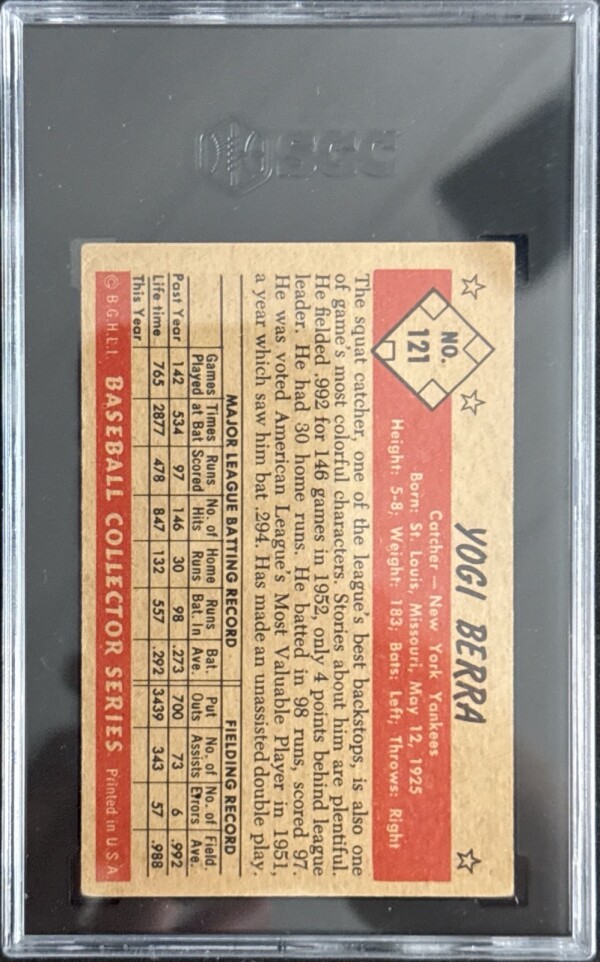 SGC
NO.
121
YOGI BERRA
Catcher — New York Yankees
Born: St. Louis, Missouri, May 12, 1925
Height: 5-8; Weight: 183; Bats: Left; Throws: Right
The squat catcher, one of the league's best backstops, is also one
of game's most colorful characters. Stories about him are plentiful.
He fielded .992 for 146 games in 1952, only 4 points behind league
leader. He had 30 home runs. He batted in 98 runs, scored 97.
He was voted American League's Most Valuable Player in 1951,
a year which saw him bat .294. Has made an unassisted double play.
MAJOR LEAGUE BATTING RECORD FIELDING RECORD
Games Times Runs No. of Home Runs Bat. Put No. of No. of Field.
Played at Bat Scored Hits Runs Bat. In Ave. Outs Assists Errors Ave.
Past Year 142 534 97 146 30 98 .273 700 73 6 .992
Life time 765 2877 478 847 132 557 .292 3439 343 57 .988
This Year
© B.G.H.L.I. BASEBALL COLLECTOR SERIES Printed in U.S.A.